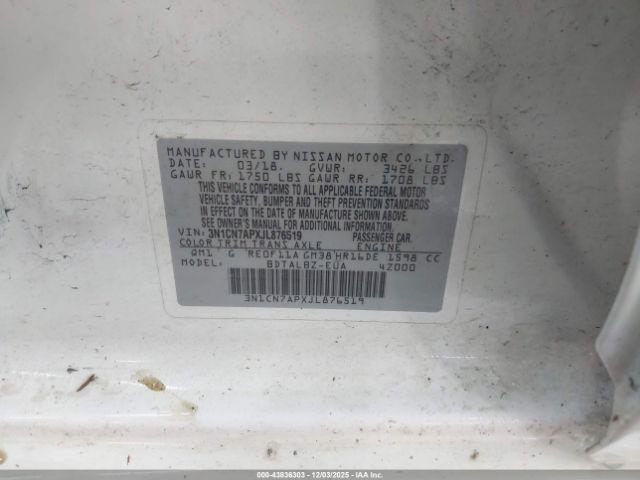 MANUFACTURED BY NISSAN MOTOR CO.,LTD.
DATE: 03/18. GVWR: 3426 LBS
GAWR FR: 1750 LBS GAWR RR: 1708 LBS
THIS VEHICLE CONFORMS TO ALL APPLICABLE FEDERAL MOTOR
VEHICLE SAFETY, BUMPER AND THEFT PREVENTION STANDARDS
IN EFFECT ON THE DATE OF MANUFACTURE SHOWN ABOVE.
SEE OWNER'S MANUAL FOR ADDITIONAL INFORMATION
VIN: 3N1CN7APXJL876519 PASSENGER CAR.
COLOR TRIM TRANS AXLE ENGINE
QM1 G RE0F11A GM38 HR16DE 1598 CC
MODEL: BDTALBZ-EUA 42000
3N1CN7APXJL876519
000-43836303 - 12/03/2025 - © IAA Holdings, LLC